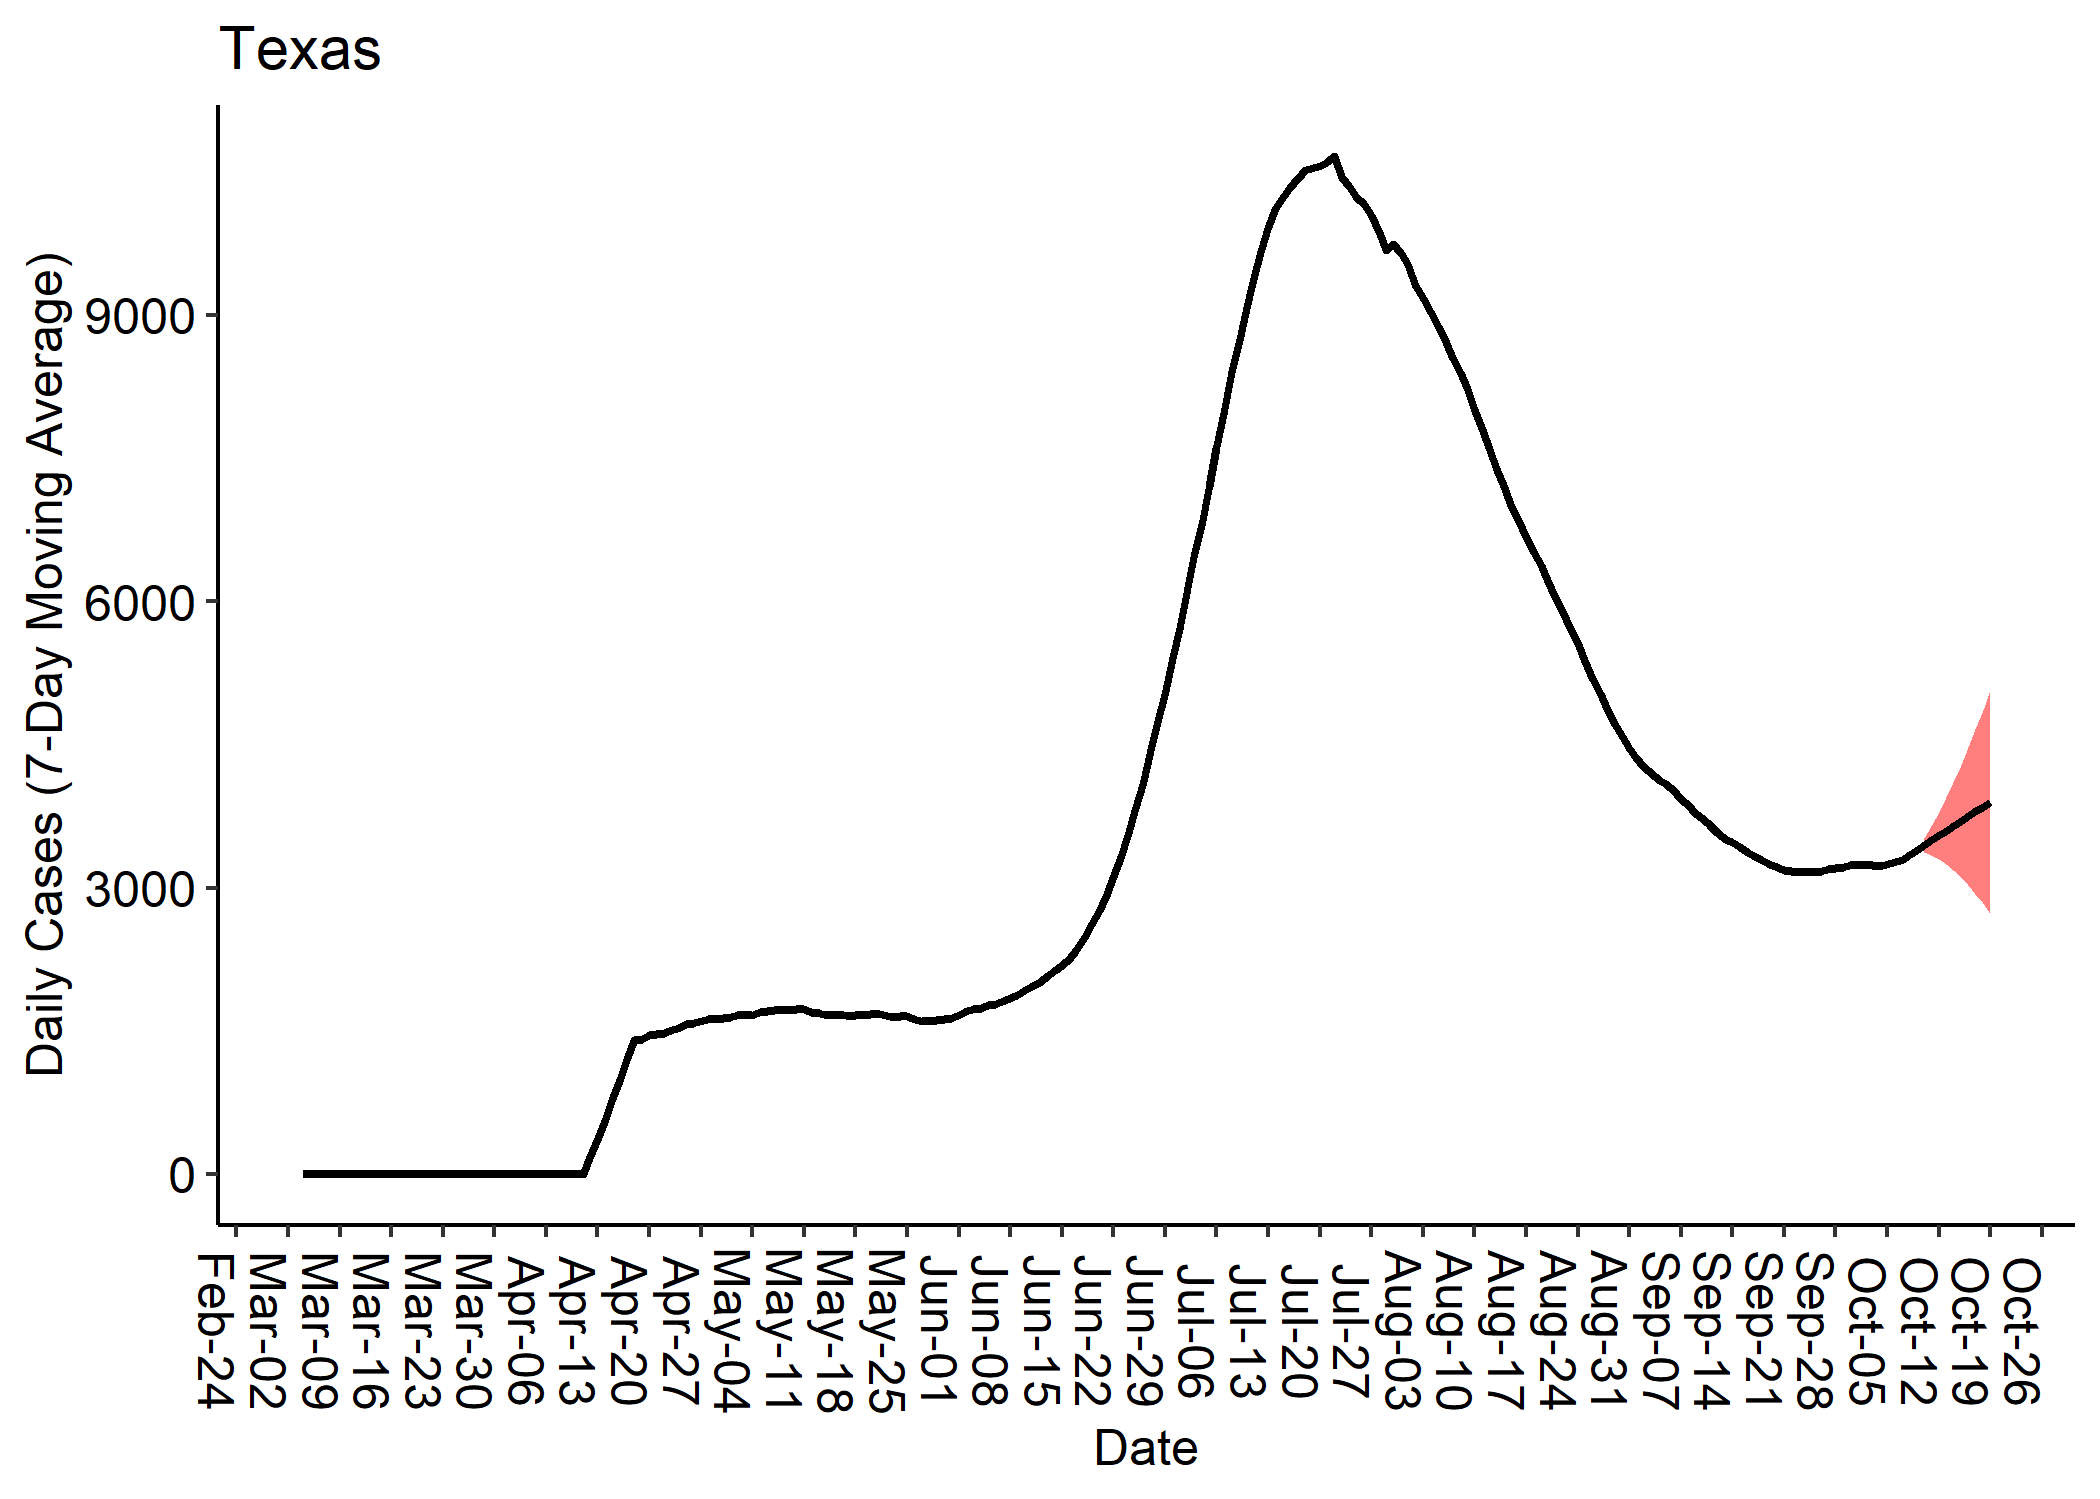 Texas
Daily Cases (7-Day Moving Average)
9000
6000
3000
0
Feb-24
Mar-02
Mar-09
Mar-16
Mar-23
Mar-30
Apr-06
Apr-13
Apr-20
Apr-27
May-04
May-11
May-18
May-25
Jun-01
Jun-08
Jun-15
Jun-22
Jun-29
Jul-06
Jul-13
Jul-20
Jul-27
Aug-03
Aug-10
Aug-17
Aug-24
Aug-31
Sep-07
Sep-14
Sep-21
Sep-28
Oct-05
Oct-12
Oct-19
Oct-26
Date